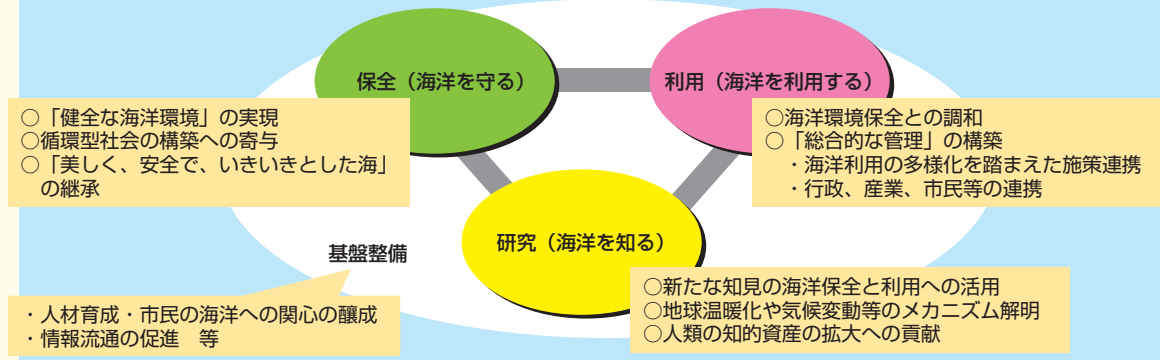 保全（海洋を守る）
利用（海洋を利用する）
○「健全な海洋環境」の実現
○循環型社会の構築への寄与
○「美しく、安全で、いきいきとした海」
の継承
○海洋環境保全との調和
○「総合的な管理」の構築
・海洋利用の多様化を踏まえた施策連携
・行政、産業、市民等の連携
研究（海洋を知る）
基盤整備
○新たな知見の海洋保全と利用への活用
○地球温暖化や気候変動等のメカニズム解明
○人類の知的資産の拡大への貢献
・人材育成・市民の海洋への関心の醸成
・情報流通の促進　等